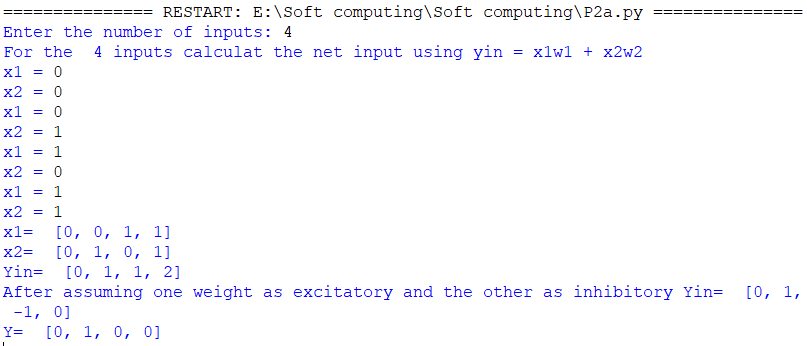 =============== RESTART: E:\Soft computing\Soft computing\P2a.py ===============
Enter the number of inputs: 4
For the  4 inputs calculat the net input using yin = x1w1 + x2w2
x1 = 0
x2 = 0
x1 = 0
x2 = 1
x1 = 1
x2 = 0
x1 = 1
x2 = 1
x1=  [0, 0, 1, 1]
x2=  [0, 1, 0, 1]
Yin=  [0, 1, 1, 2]
After assuming one weight as excitatory and the other as inhibitory Yin=  [0, 1,
 -1, 0]
Y=  [0, 1, 0, 0]